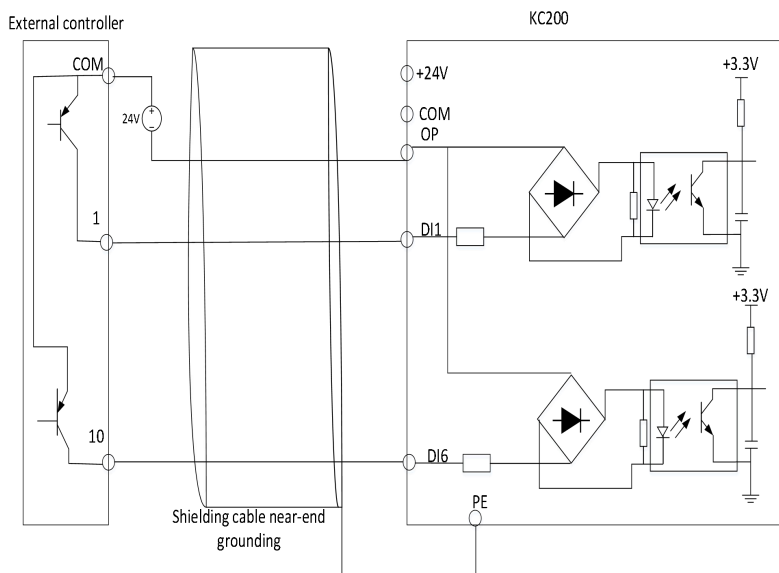 External controller
KC200
COM
24V
+
−
1
10
Shielding cable near-end
grounding
+24V
COM
OP
DI1
DI6
PE
+3.3V
+3.3V